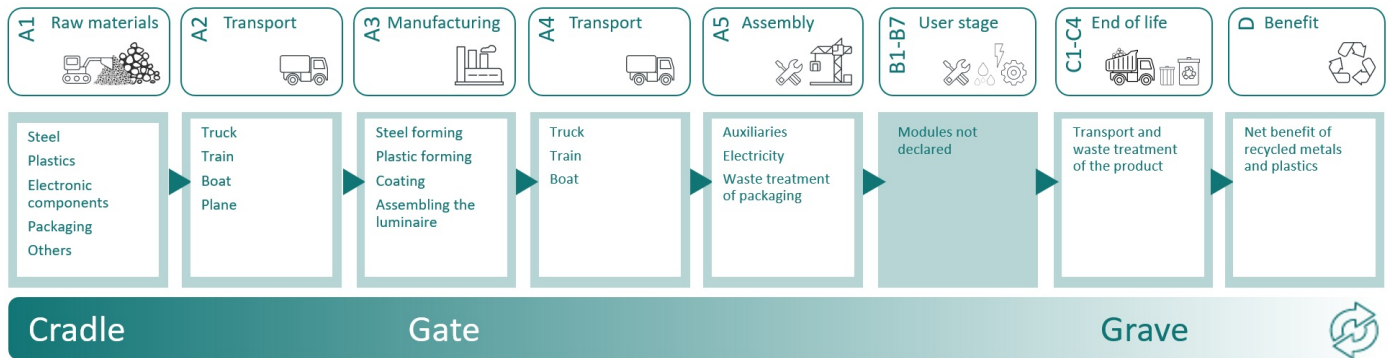 A1 Raw materials
A2 Transport
A3 Manufacturing
A4 Transport
A5 Assembly
B1-B7 User stage
C1-C4 End of life
D Benefit
Steel
Plastics
Electronic
components
Packaging
Others
Truck
Train
Boat
Plane
Steel forming
Plastic forming
Coating
Assembling the
luminaire
Truck
Train
Boat
Auxiliaries
Electricity
Waste treatment
of packaging
Modules not
declared
Transport and
waste treatment
of the product
Net benefit of
recycled metals
and plastics
Cradle
Gate
Grave